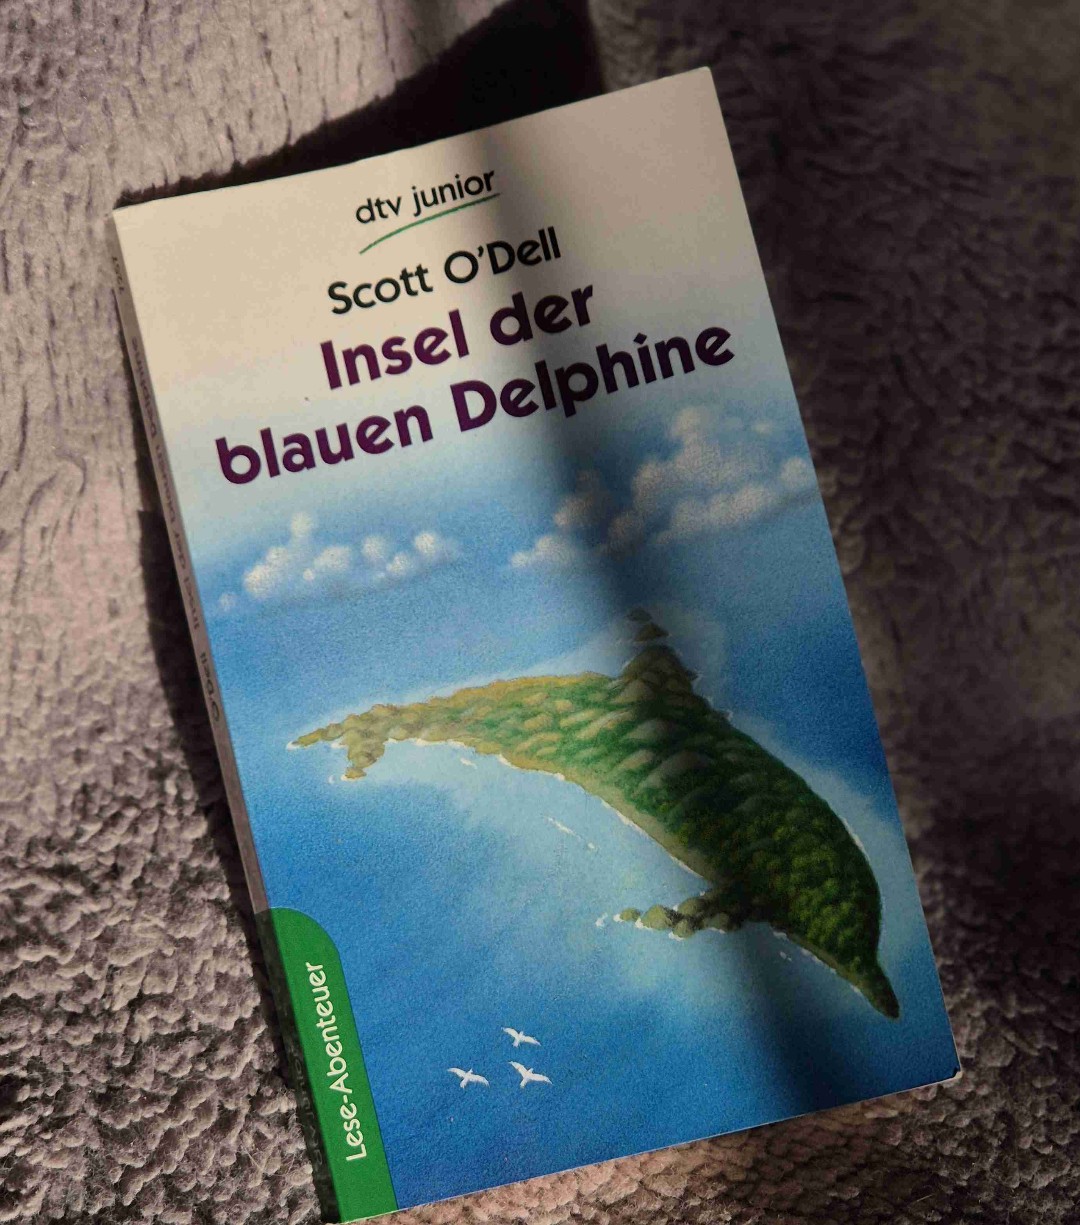 dtv junior
Scott O'Dell
Insel der
blauen Delphine
Lese-Abenteuer